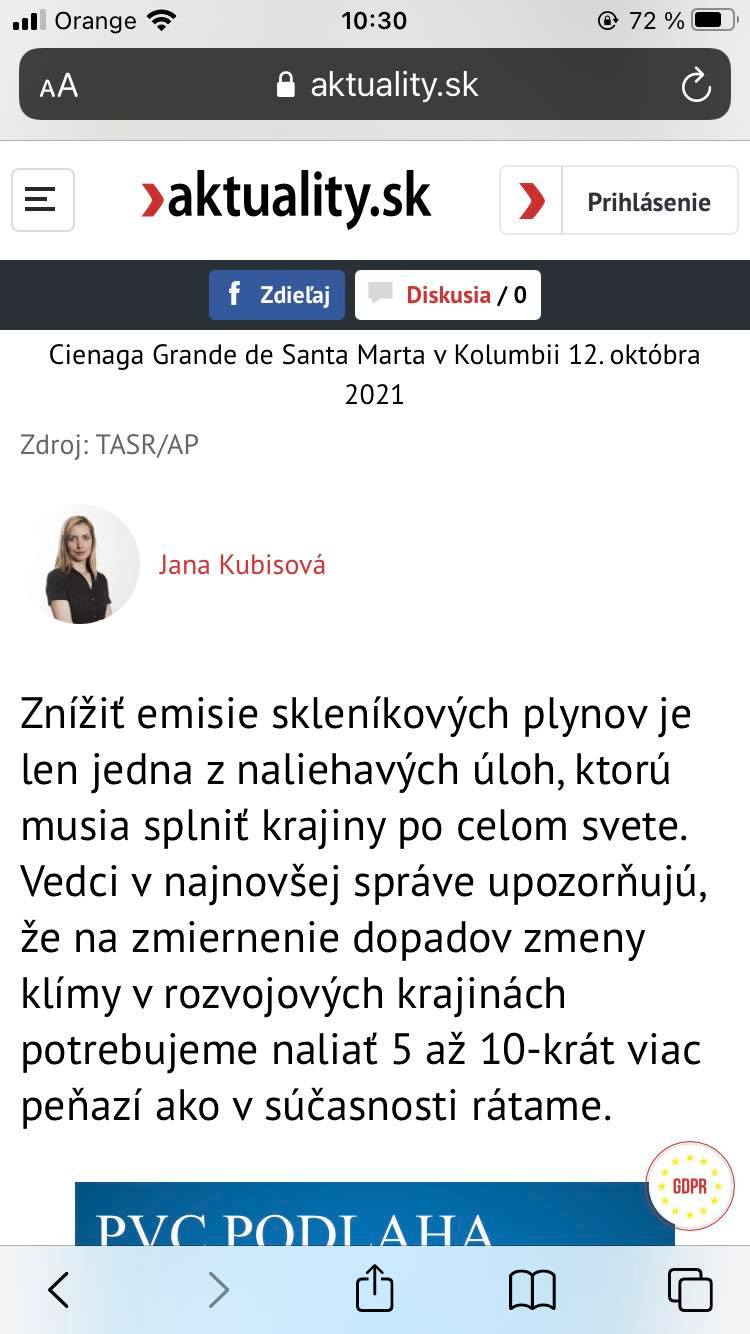 Orange 10:30 72 %
AA aktuality.sk
aktuality.sk Prihlásenie
f Zdieľaj Diskusia / 0
Cienaga Grande de Santa Marta v Kolumbii 12. októbra
2021
Zdroj: TASR/AP
Jana Kubisová
Znížiť emisie skleníkových plynov je
len jedna z naliehavých úloh, ktorú
musia splniť krajiny po celom svete.
Vedci v najnovšej správe upozorňujú,
že na zmiernenie dopadov zmeny
klímy v rozvojových krajinách
potrebujeme naliať 5 až 10-krát viac
peňazí ako v súčasnosti rátame.
GDPR
PVC PODLAHA